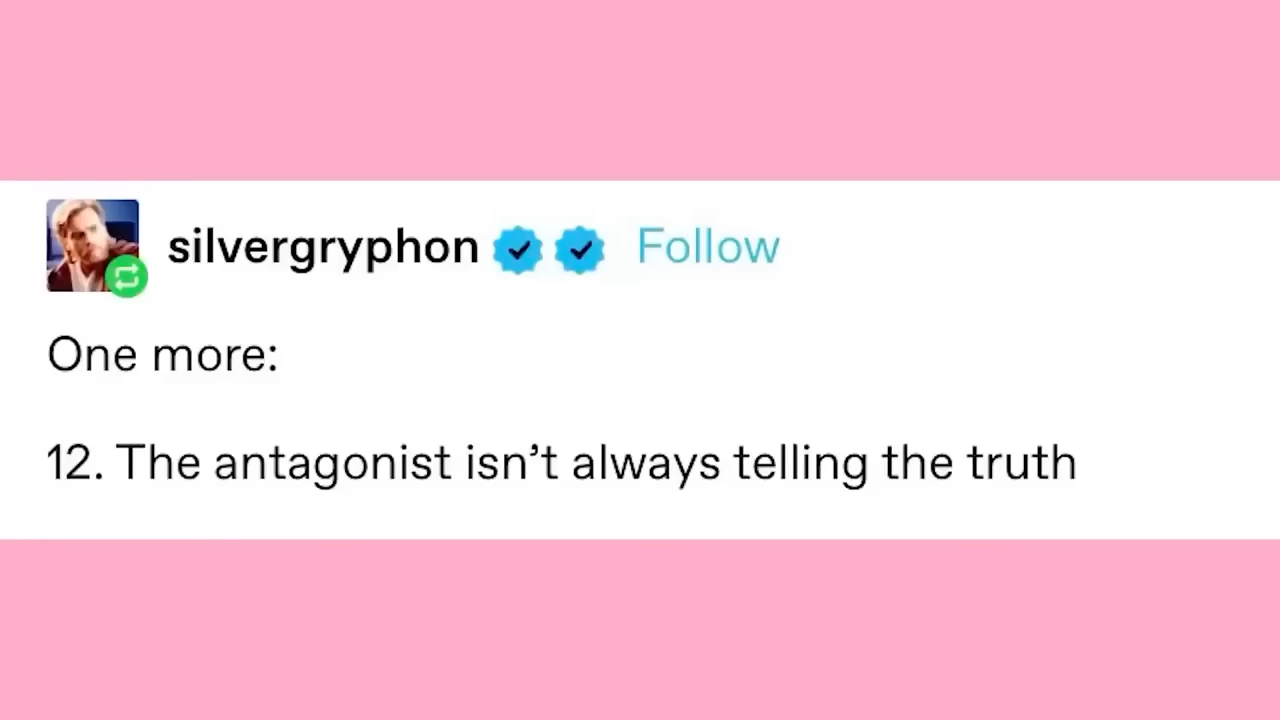 silvergryphon Follow
One more:
12. The antagonist isn’t always telling the truth